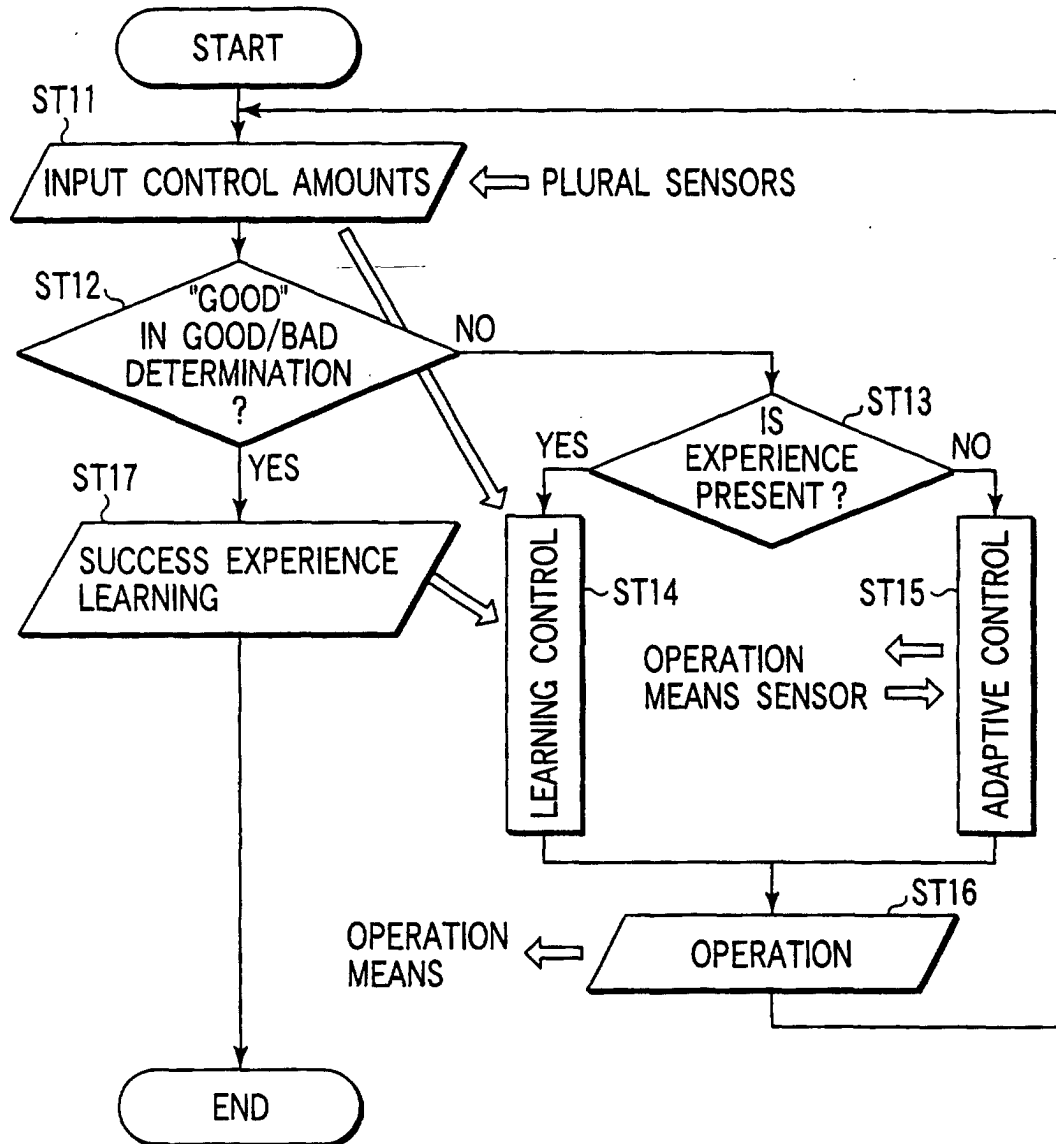 START
ST11
INPUT CONTROL AMOUNTS
PLURAL SENSORS
ST12
"GOOD"
IN GOOD/BAD
DETERMINATION
?
NO
YES
ST13
IS
EXPERIENCE
PRESENT ?
YES
NO
ST17
SUCCESS EXPERIENCE
LEARNING
LEARNING CONTROL
ST14
ST15
ADAPTIVE CONTROL
OPERATION
MEANS SENSOR
ST16
OPERATION
OPERATION
MEANS
END